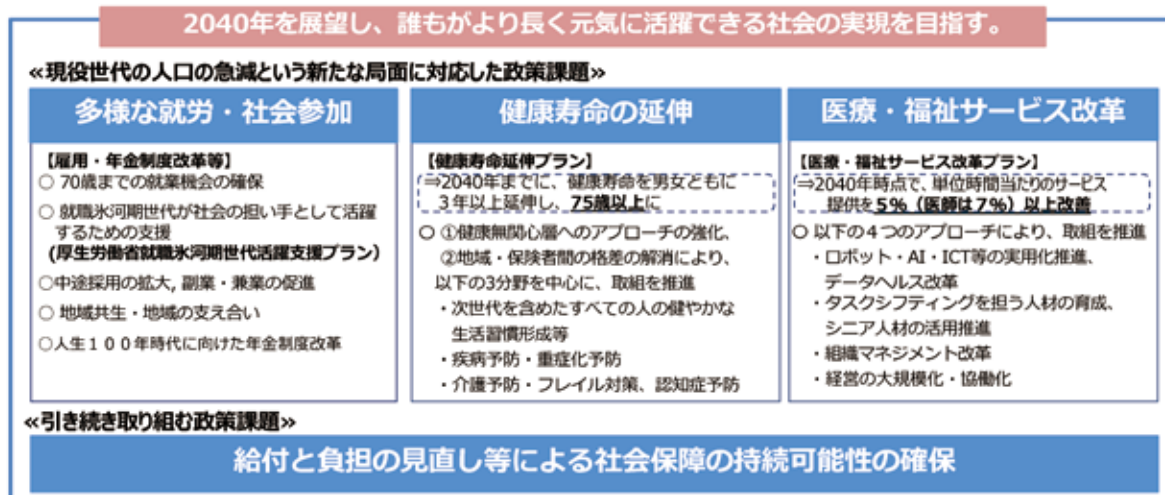 2040年を展望し、誰もがより長く元気に活躍できる社会の実現を目指す。
≪現役世代の人口の急減という新たな局面に対応した政策課題≫
多様な就労・社会参加
【雇用・年金制度改革等】
○ 70歳までの就業機会の確保
○ 就職氷河期世代が社会の担い手として活躍
するための支援
(厚生労働省就職氷河期世代活躍支援プラン）
○中途採用の拡大, 副業・兼業の促進
○ 地域共生・地域の支え合い
○人生１００年時代に向けた年金制度改革
健康寿命の延伸
【健康寿命延伸プラン】
⇒2040年までに、健康寿命を男女ともに
３年以上延伸し、75歳以上に
○ ①健康無関心層へのアプローチの強化、
②地域・保険者間の格差の解消により、
以下の3分野を中心に、取組を推進
・次世代を含めたすべての人の健やかな
生活習慣形成等
・疾病予防・重症化予防
・介護予防・フレイル対策、認知症予防
医療・福祉サービス改革
【医療・福祉サービス改革プラン】
⇒2040年時点で、単位時間当たりのサービス
提供を５％（医師は７％）以上改善
○ 以下の４つのアプローチにより、取組を推進
・ロボット・AI・ICT等の実用化推進、
データヘルス改革
・タスクシフティングを担う人材の育成、
シニア人材の活用推進
・組織マネジメント改革
・経営の大規模化・協働化
≪引き続き取り組む政策課題≫
給付と負担の見直し等による社会保障の持続可能性の確保